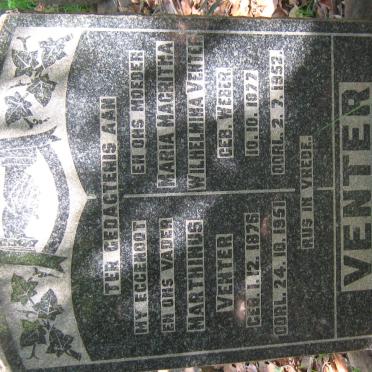 TER GEDAGTENIS AAN
MY EGGENOOT
EN ONS VADER
MARTHINUS
VENTER
GEB. 1.12.1875
OORL. 24.10.1951
EN ONS MOEDER
MARIA MAGRITHA
WILHELMINA VENTER
GEB. WEBER
10.10.1877
OORL. 2.7.1952
RUS IN VREDE.
VENTER